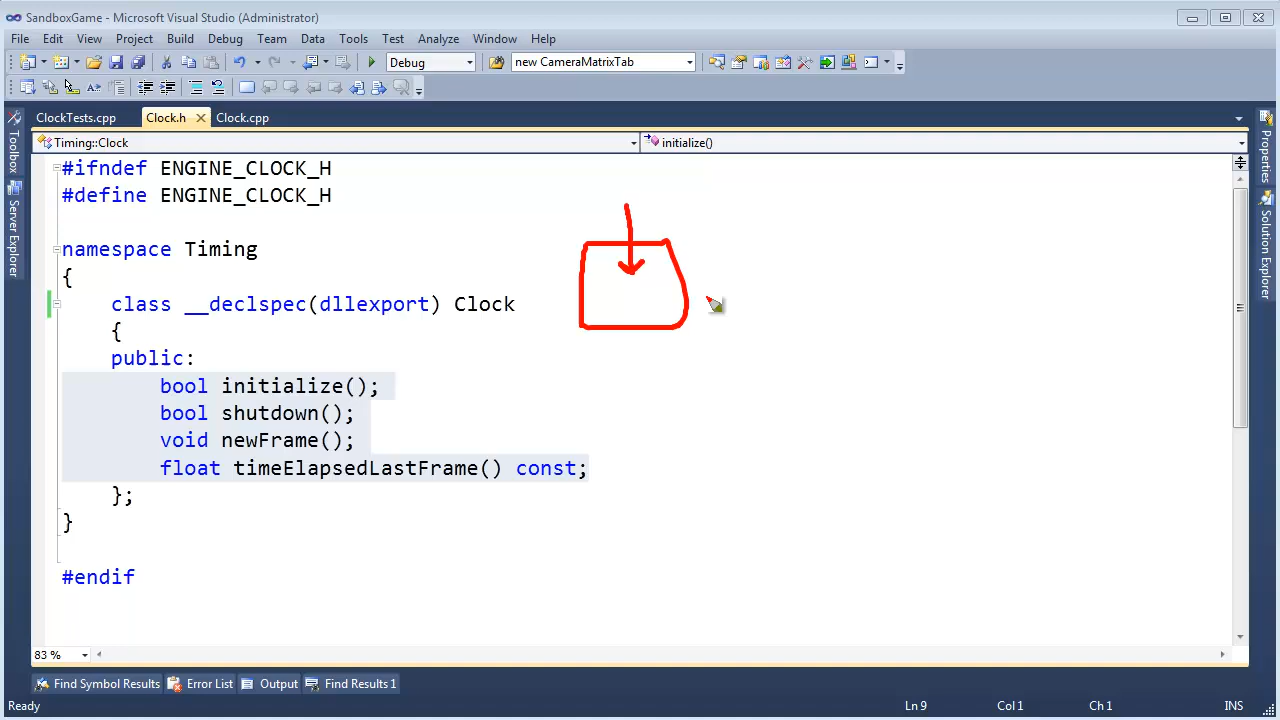 SandboxGame - Microsoft Visual Studio (Administrator)
File Edit View Project Build Debug Team Data Tools Test Analyze Window Help
Debug new CameraMatrixTab
ClockTests.cpp Clock.h Clock.cpp
Timing::Clock initialize()
Toolbox
Server Explorer
Properties
Solution Explorer
#ifndef ENGINE_CLOCK_H
#define ENGINE_CLOCK_H
namespace Timing
{
class __declspec(dllexport) Clock
{
public:
bool initialize();
bool shutdown();
void newFrame();
float timeElapsedLastFrame() const;
};
}
#endif
83 %
Find Symbol Results Error List Output Find Results 1
Ready Ln 9 Col 1 Ch 1 INS